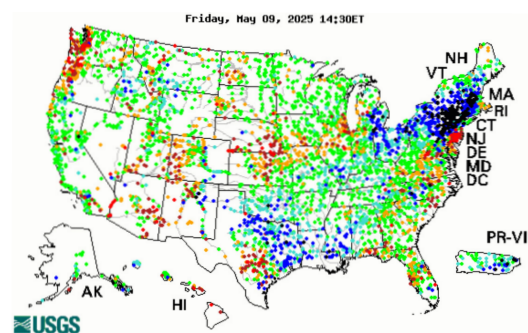 Friday, May 09, 2025 14:30ET
NH
VT
MA
RI
CT
NJ
DE
MD
DC
PR-VI
AK
HI
USGS